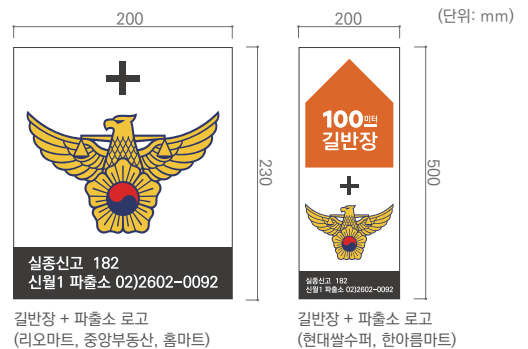 200
200
(단위: mm)
230
실종신고 182
신월1 파출소 02)2602-0092
길반장 + 파출소 로고
(리오마트, 중앙부동산, 홈마트)
100미터
길반장
500
실종신고 182
신월1 파출소 02)2602-0092
길반장 + 파출소 로고
(현대쌀수퍼, 한아름마트)